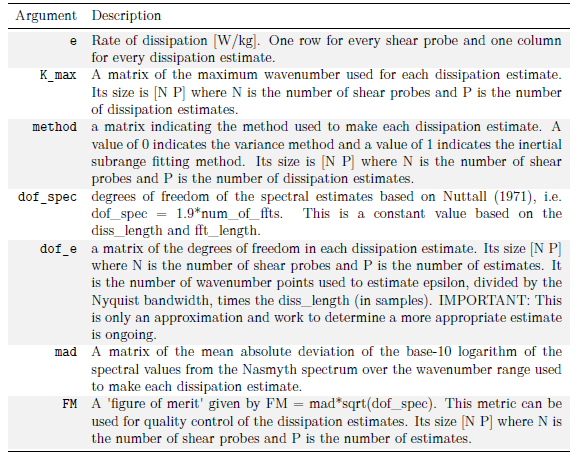 Argument Description
e Rate of dissipation [W/kg]. One row for every shear probe and one column
for every dissipation estimate.
K_max A matrix of the maximum wavenumber used for each dissipation estimate.
Its size is [N P] where N is the number of shear probes and P is the number
of dissipation estimates.
method a matrix indicating the method used to make each dissipation estimate. A
value of 0 indicates the variance method and a value of 1 indicates the inertial
subrange fitting method. Its size is [N P] where N is the number of shear
probes and P is the number of dissipation estimates.
dof_spec degrees of freedom of the spectral estimates based on Nuttall (1971), i.e.
dof_spec = 1.9*num_of_ffts. This is a constant value based on the
diss_length and fft_length.
dof_e a matrix of the degrees of freedom in each dissipation estimate. Its size [N P]
where N is the number of shear probes and P is the number of estimates. It
is the number of wavenumber points used to estimate epsilon, divided by the
Nyquist bandwidth, times the diss_length (in samples). IMPORTANT: This
is only an approximation and work to determine a more appropriate estimate
is ongoing.
mad A matrix of the mean absolute deviation of the base-10 logarithm of the
spectral values from the Nasmyth spectrum over the wavenumber range used
to make each dissipation estimate.
FM A 'figure of merit' given by FM = mad*sqrt(dof_spec). This metric can be
used for quality control of the dissipation estimates. Its size [N P] where N is
the number of shear probes and P is the number of estimates.